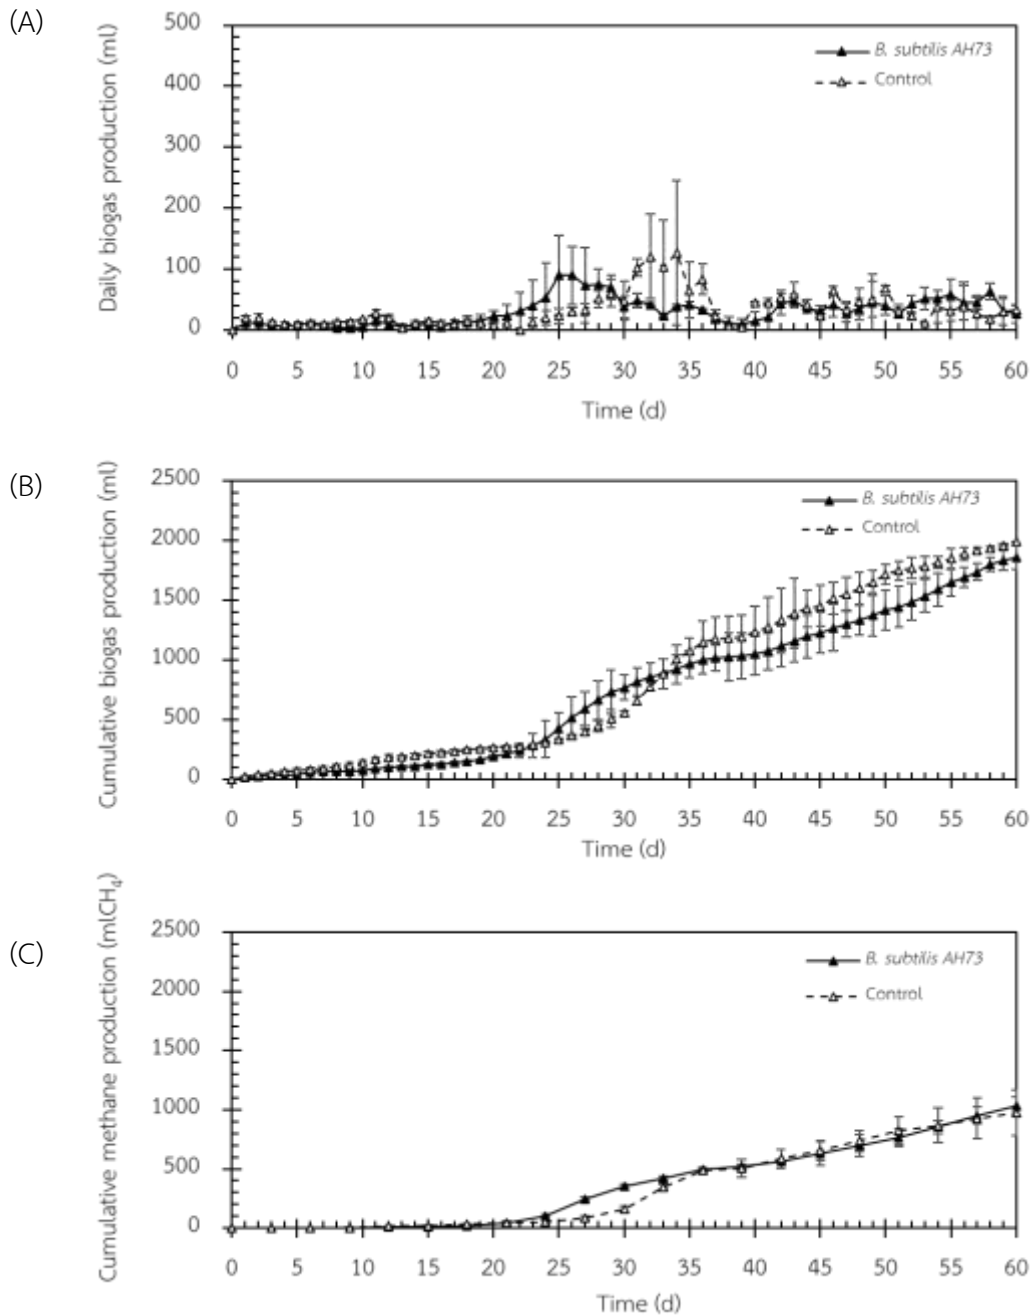 (A)
Daily biogas production (ml)
500
400
300
200
100
0
B. subtilis AH73
Control
0 5 10 15 20 25 30 35 40 45 50 55 60
Time (d)
(B)
Cumulative biogas production (ml)
2500
2000
1500
1000
500
0
B. subtilis AH73
Control
0 5 10 15 20 25 30 35 40 45 50 55 60
Time (d)
(C)
Cumulative methane production (mlCH₄)
2500
2000
1500
1000
500
0
B. subtilis AH73
Control
0 5 10 15 20 25 30 35 40 45 50 55 60
Time (d)